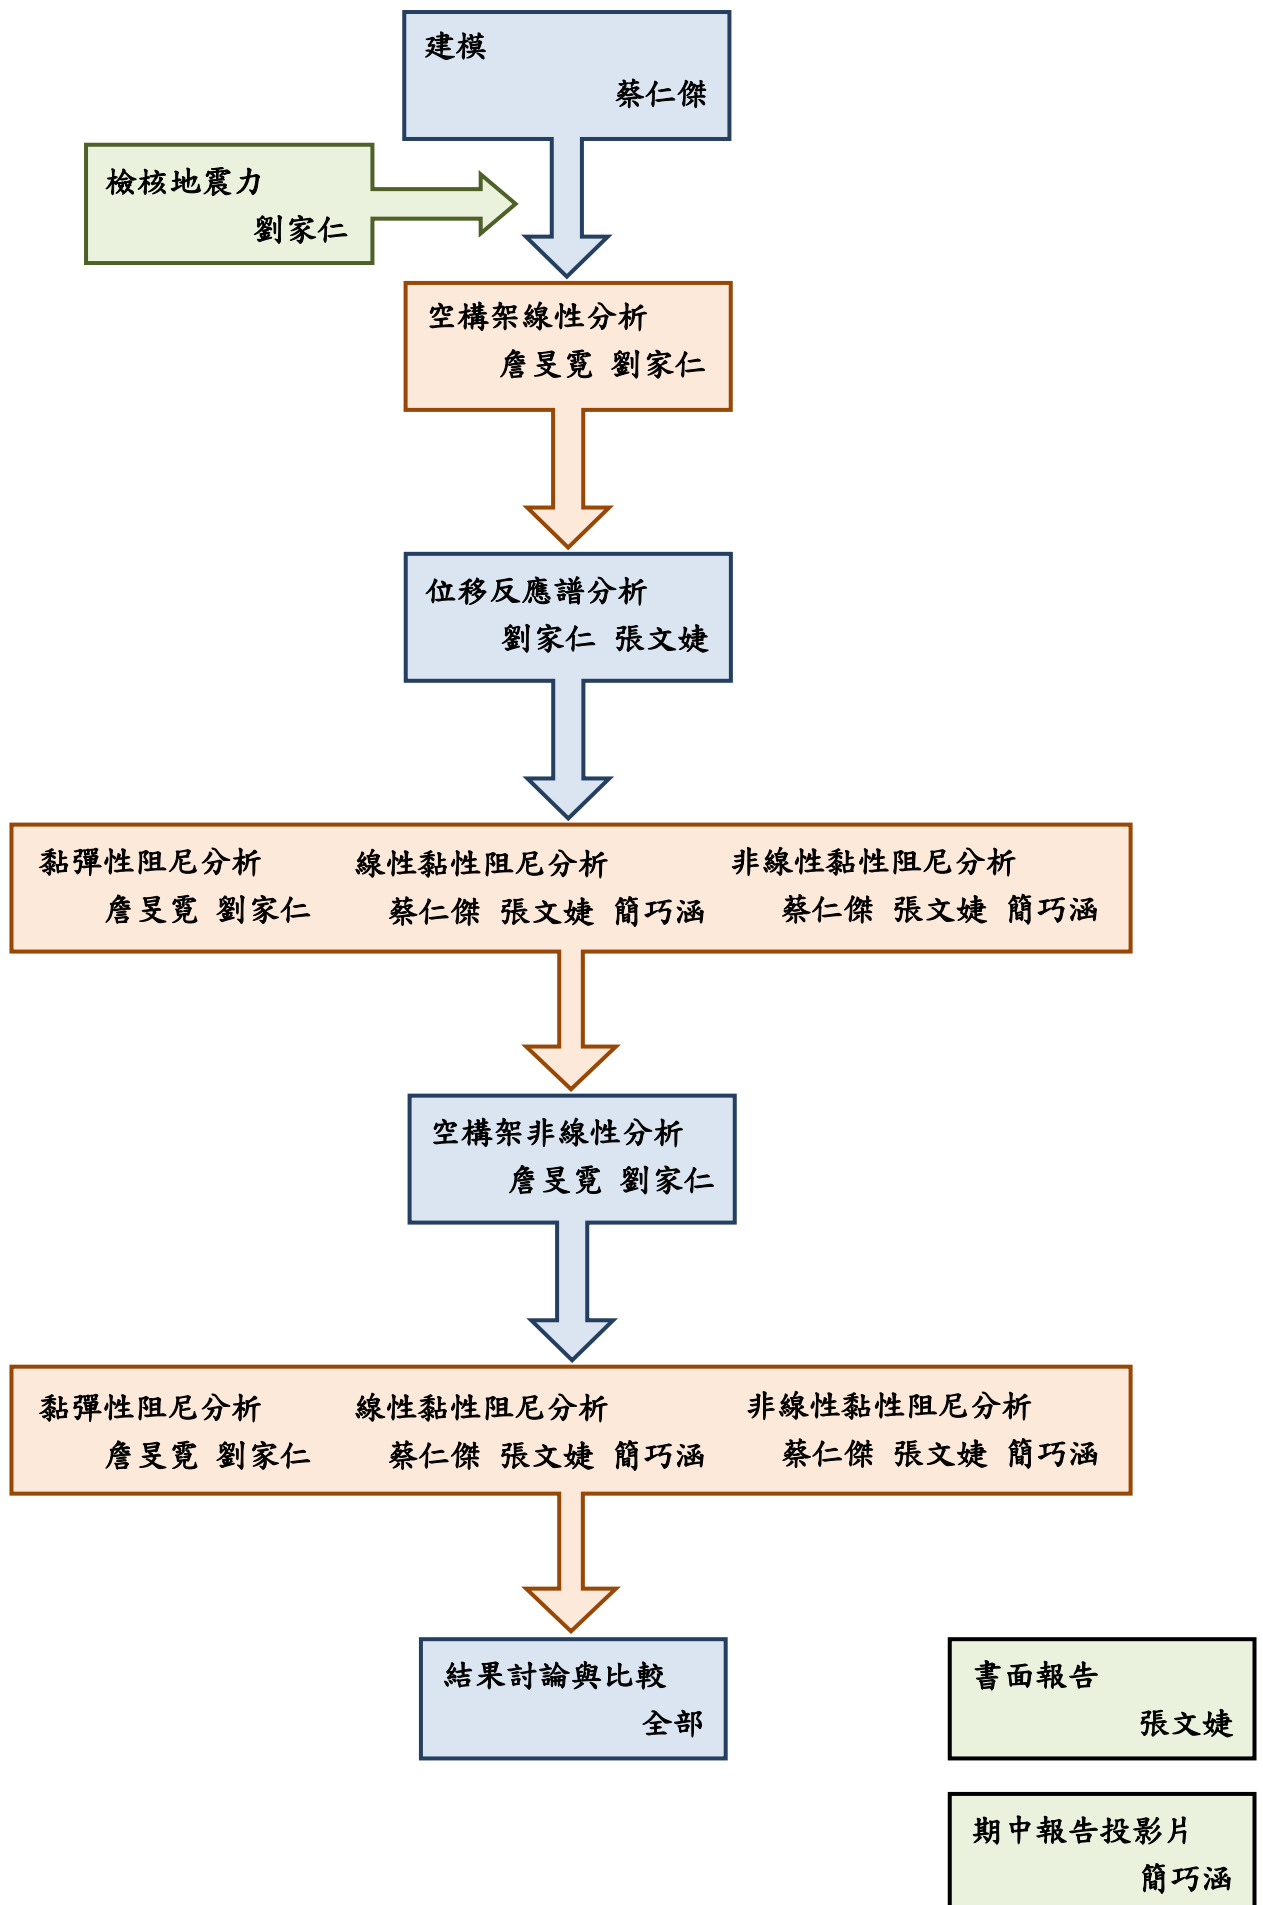 建模
蔡仁傑
檢核地震力
劉家仁
空構架線性分析
詹旻霓 劉家仁
位移反應譜分析
劉家仁 張文婕
黏彈性阻尼分析 線性黏性阻尼分析 非線性黏性阻尼分析
詹旻霓 劉家仁 蔡仁傑 張文婕 簡巧涵 蔡仁傑 張文婕 簡巧涵
空構架非線性分析
詹旻霓 劉家仁
黏彈性阻尼分析 線性黏性阻尼分析 非線性黏性阻尼分析
詹旻霓 劉家仁 蔡仁傑 張文婕 簡巧涵 蔡仁傑 張文婕 簡巧涵
結果討論與比較
全部
書面報告
張文婕
期中報告投影片
簡巧涵